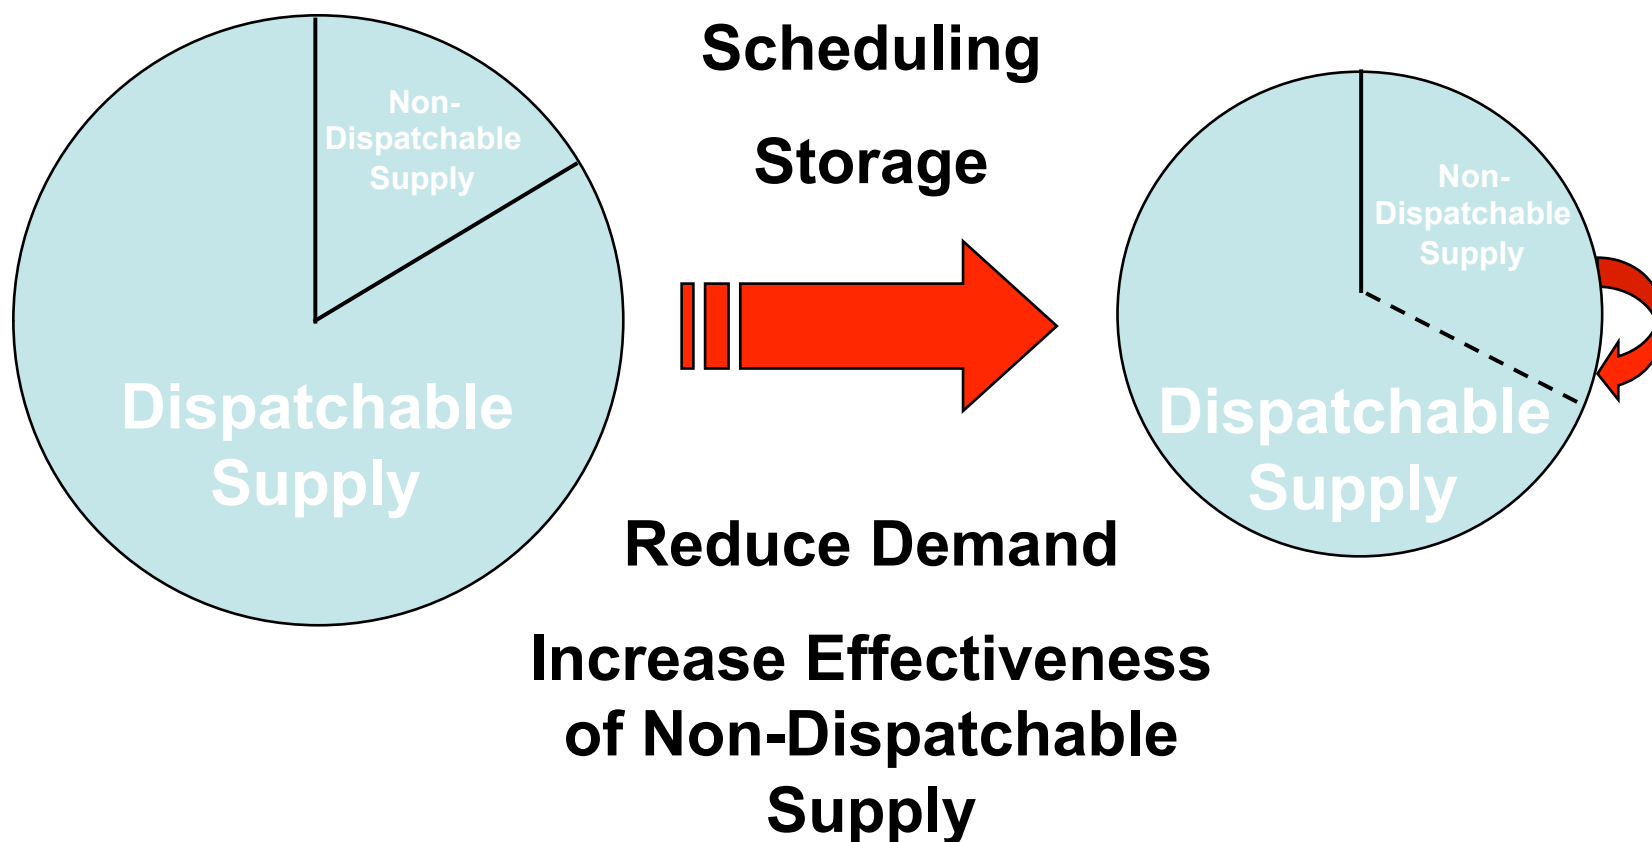 Non-
Dispatchable
Supply
Dispatchable
Supply
Scheduling
Storage
Reduce Demand
Increase Effectiveness
of Non-Dispatchable
Supply
Non-
Dispatchable
Supply
Dispatchable
Supply